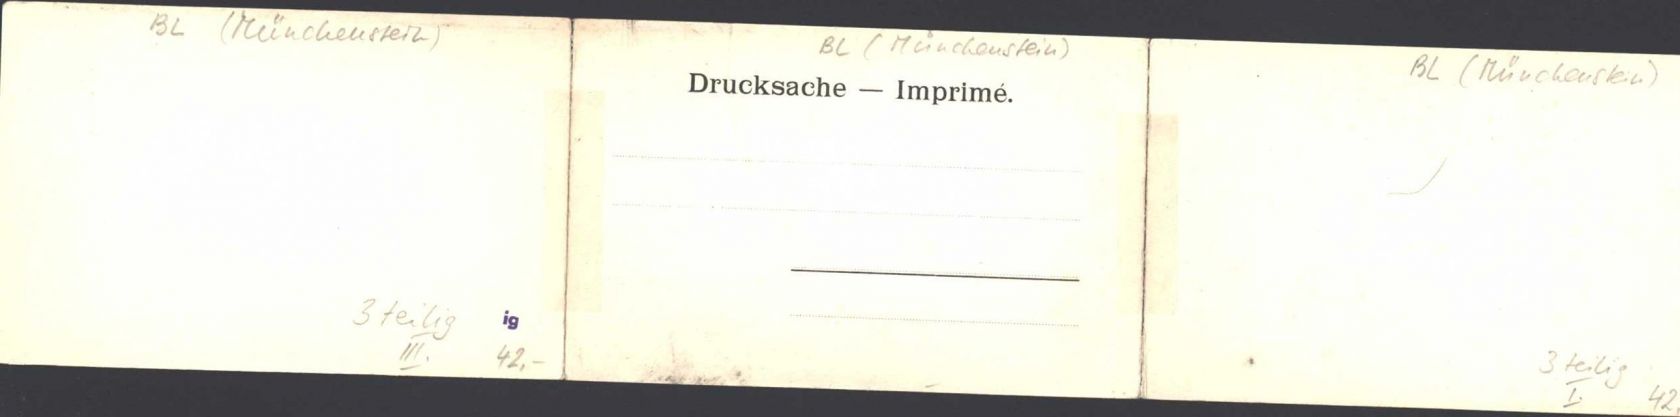 BL (Münchenstein)
3 teilig ig
III. 42,-
BL (Münchenstein)
Drucksache — Imprimé.
BL (Münchenstein)
3 teilig
I. 42